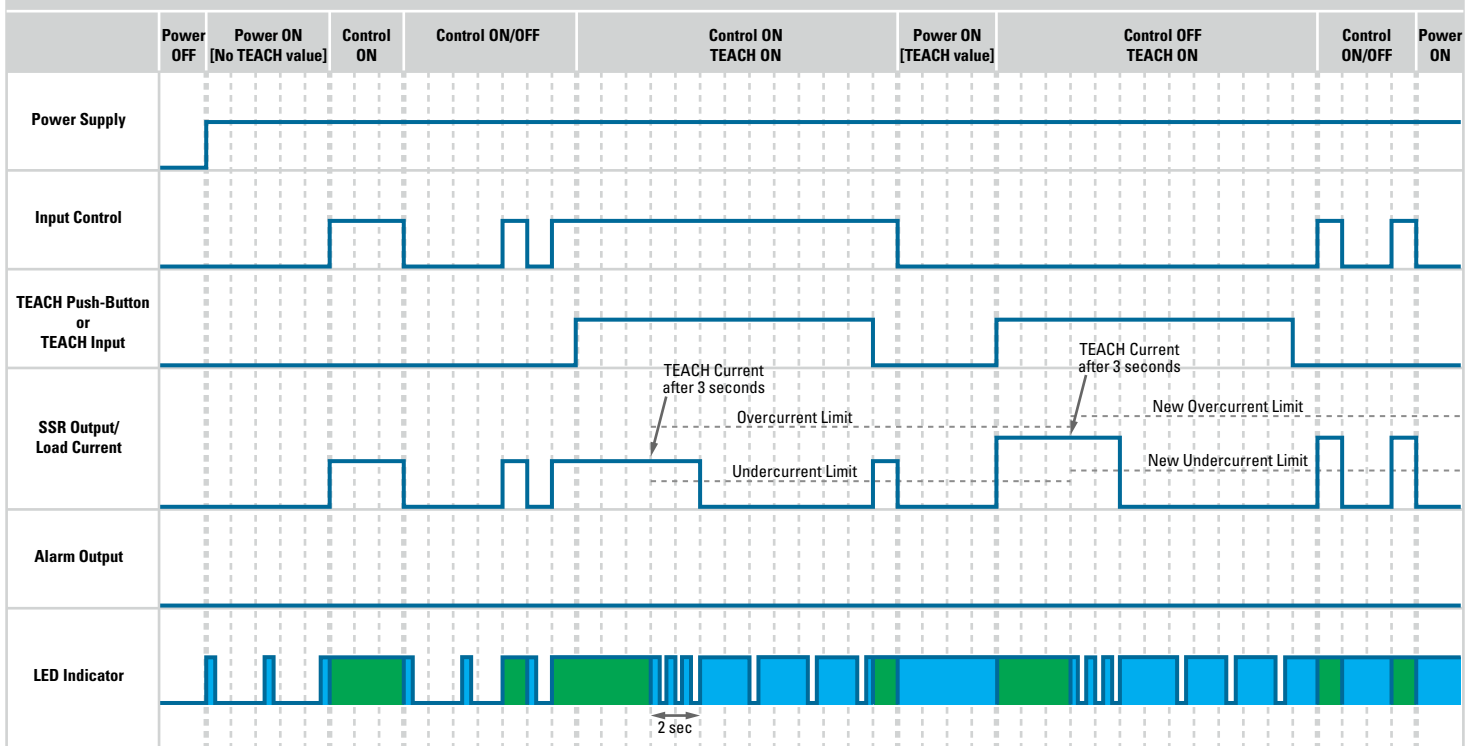 Power
OFF
Power ON
[No TEACH value]
Control
ON
Control ON/OFF
Control ON
TEACH ON
Power ON
[TEACH value]
Control OFF
TEACH ON
Control
ON/OFF
Power
ON
Power Supply
Input Control
TEACH Push-Button
or
TEACH Input
SSR Output/
Load Current
TEACH Current
after 3 seconds
Overcurrent Limit
Undercurrent Limit
TEACH Current
after 3 seconds
New Overcurrent Limit
New Undercurrent Limit
Alarm Output
LED Indicator
2 sec